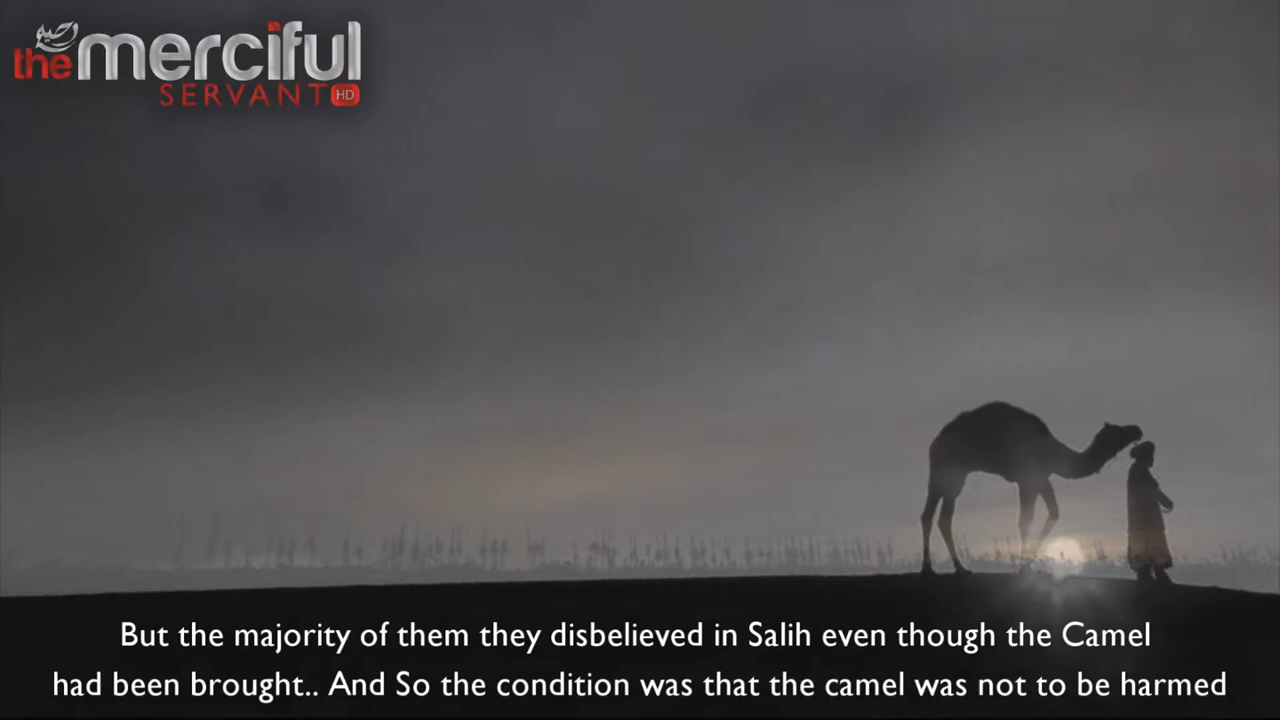 the merciful
SERVANT HD
But the majority of them they disbelieved in Salih even though the Camel
had been brought.. And So the condition was that the camel was not to be harmed